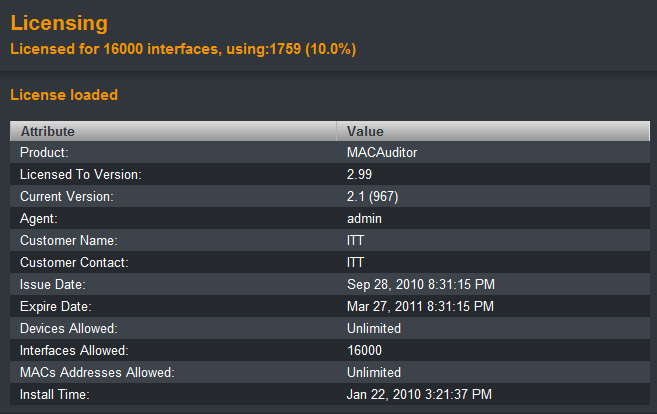 Licensing
Licensed for 16000 interfaces, using:1759 (10.0%)
License loaded
Attribute Value
Product: MACAuditor
Licensed To Version: 2.99
Current Version: 2.1 (967)
Agent: admin
Customer Name: ITT
Customer Contact: ITT
Issue Date: Sep 28, 2010 8:31:15 PM
Expire Date: Mar 27, 2011 8:31:15 PM
Devices Allowed: Unlimited
Interfaces Allowed: 16000
MACs Addresses Allowed: Unlimited
Install Time: Jan 22, 2010 3:21:37 PM